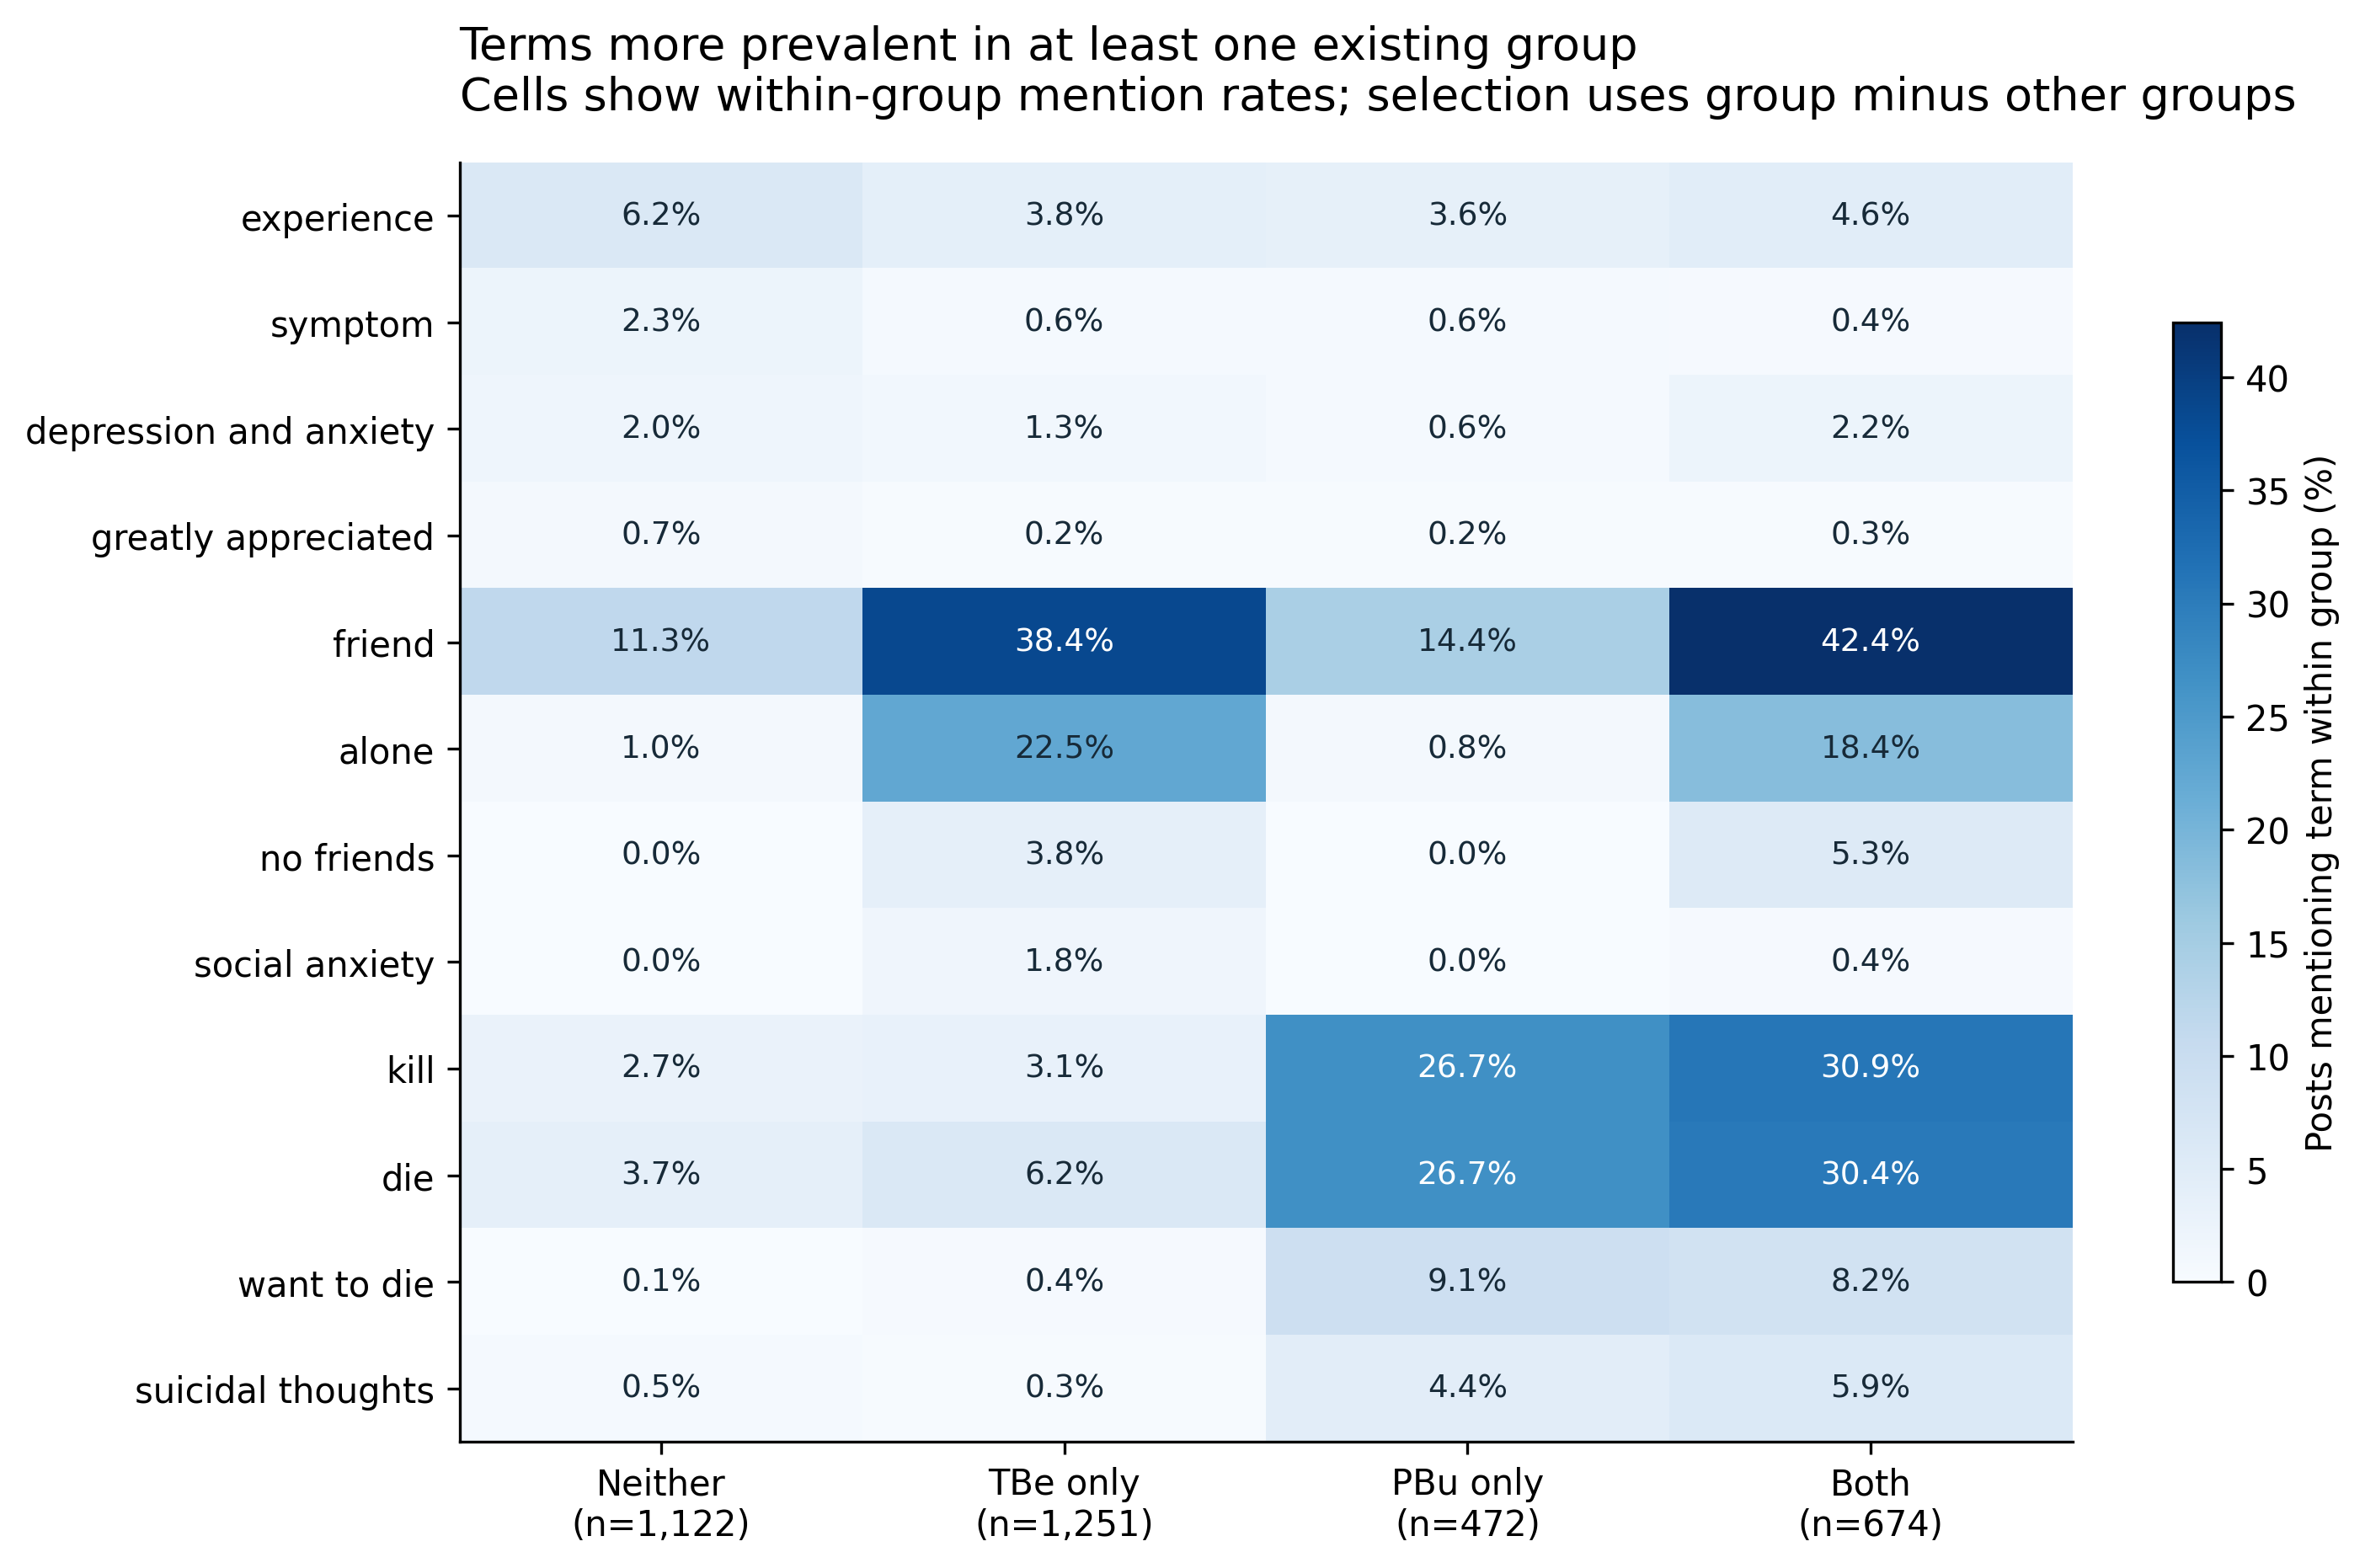 Terms more prevalent in at least one existing group
Cells show within-group mention rates; selection uses group minus other groups
experience 6.2% 3.8% 3.6% 4.6%
symptom 2.3% 0.6% 0.6% 0.4%
depression and anxiety 2.0% 1.3% 0.6% 2.2%
greatly appreciated 0.7% 0.2% 0.2% 0.3%
friend 11.3% 38.4% 14.4% 42.4%
alone 1.0% 22.5% 0.8% 18.4%
no friends 0.0% 3.8% 0.0% 5.3%
social anxiety 0.0% 1.8% 0.0% 0.4%
kill 2.7% 3.1% 26.7% 30.9%
die 3.7% 6.2% 26.7% 30.4%
want to die 0.1% 0.4% 9.1% 8.2%
suicidal thoughts 0.5% 0.3% 4.4% 5.9%
Neither TBe only PBu only Both
(n=1,122) (n=1,251) (n=472) (n=674)
40
35
30
25
20
15
10
5
0
Posts mentioning term within group (%)